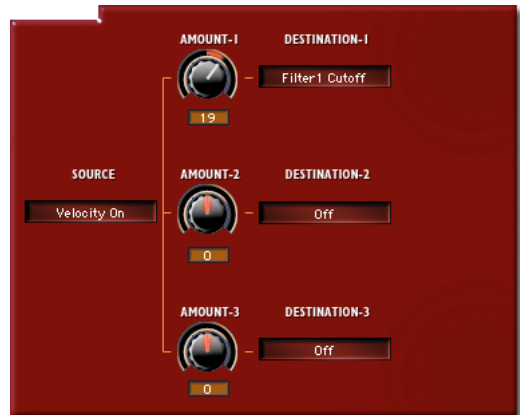 AMOUNT-1 DESTINATION-1
Filter1 Cutoff
19
SOURCE AMOUNT-2 DESTINATION-2
Velocity On Off
0
AMOUNT-3 DESTINATION-3
Off
0